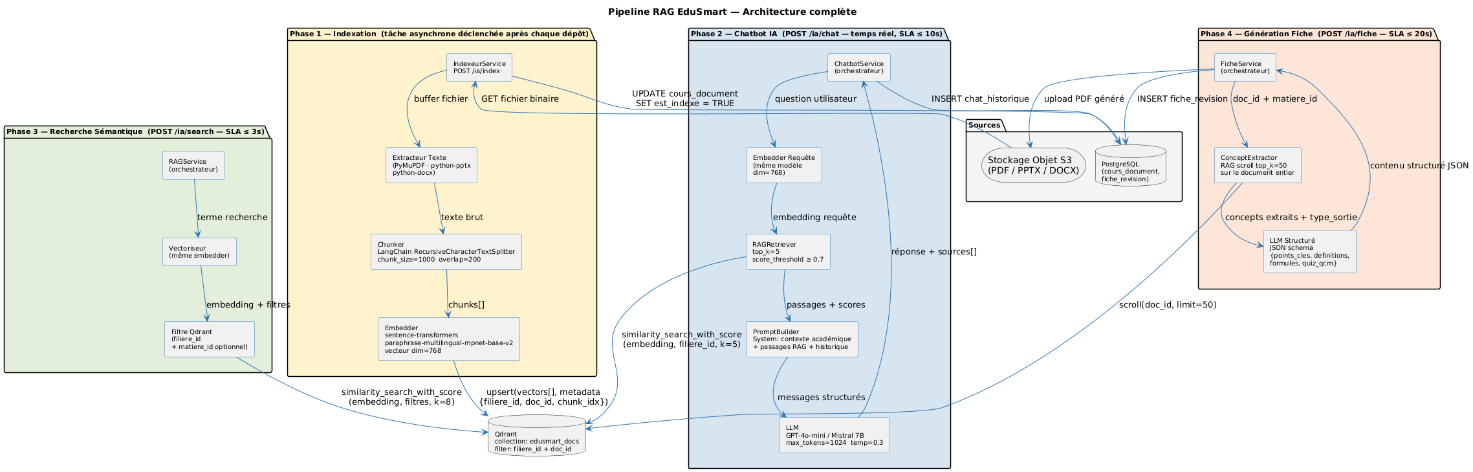 Pipeline RAG EduSmart — Architecture complète
Phase 1 — Indexation  (tâche asynchrone déclenchée après chaque dépôt)
IndexeurService
POST /ia/index
buffer fichier
GET fichier binaire
UPDATE cours_document
SET est_indexe = TRUE
Extracteur Texte
(PyMuPDF · python-pptx
python-docx)
texte brut
Chunker
LangChain RecursiveCharacterTextSplitter
chunk_size=1000  overlap=200
chunks[]
Embedder
sentence-transformers
paraphrase-multilingual-mpnet-base-v2
vecteur dim=768
upsert(vectors[], metadata
{filiere_id, doc_id, chunk_idx})
Phase 2 — Chatbot IA  (POST /ia/chat — temps réel, SLA ≤ 10s)
ChatbotService
(orchestrateur)
question utilisateur
INSERT chat_historique
Embedder Requête
(même modèle
dim=768)
embedding requête
RAGRetriever
top_k=5
score_threshold ≥ 0.7
réponse + sources[]
passages + scores
similarity_search_with_score
(embedding, filiere_id, k=5)
PromptBuilder
System: contexte académique
+ passages RAG + historique
messages structurés
LLM
GPT-4o-mini / Mistral 7B
max_tokens=1024  temp=0.3
Phase 3 — Recherche Sémantique  (POST /ia/search — SLA ≤ 3s)
RAGService
(orchestrateur)
terme recherche
Vectoriseur
(même embedder)
embedding + filtres
Filtre Qdrant
(filiere_id
+ matiere_id optionnel)
similarity_search_with_score
(embedding, filtres, k=8)
Qdrant
collection: edusmart_docs
filter: filiere_id + doc_id
Sources
Stockage Objet S3
(PDF / PPTX / DOCX)
PostgreSQL
(cours_document,
fiche_revision)
Phase 4 — Génération Fiche  (POST /ia/fiche — SLA ≤ 20s)
FicheService
(orchestrateur)
upload PDF généré
INSERT fiche_revision
doc_id + matiere_id
ConceptExtractor
RAG scroll top_k=50
sur le document entier
contenu structuré JSON
concepts extraits + type_sortie
LLM Structuré
JSON schema
{points_cles, definitions,
formules, quiz_qcm}
scroll(doc_id, limit=50)